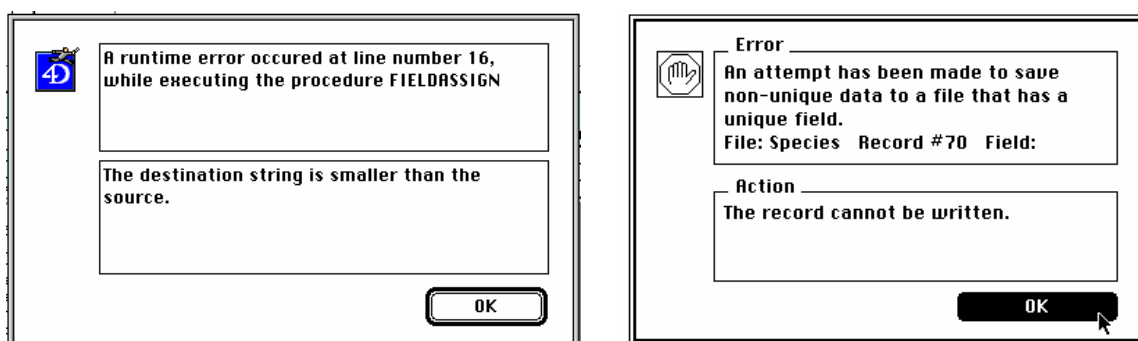 4D
A runtime error occured at line number 16,
while executing the procedure FIELDASSIGN
The destination string is smaller than the
source.
OK
Error
An attempt has been made to save
non-unique data to a file that has a
unique field.
File: Species Record #70 Field:
Action
The record cannot be written.
OK